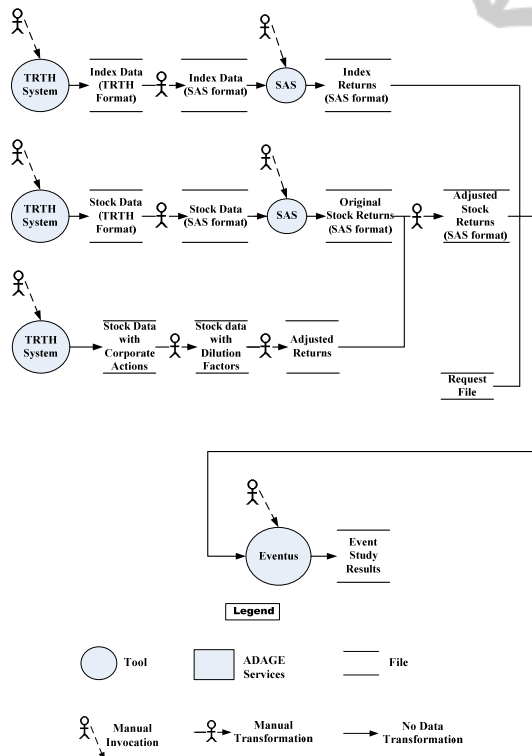 TRTH
System
Index Data
(TRTH
Format)
Index Data
(SAS format)
SAS
Index
Returns
(SAS format)
TRTH
System
Stock Data
(TRTH
Format)
Stock Data
(SAS format)
SAS
Original
Stock Returns
(SAS format)
Adjusted
Stock
Returns
(SAS format)
TRTH
System
Stock Data
with
Corporate
Actions
Stock data
with
Dilution
Factors
Adjusted
Returns
Request
File
Eventus
Event
Study
Results
Legend
Tool
ADAGE
Services
File
Manual
Invocation
Manual
Transformation
No Data
Transformation